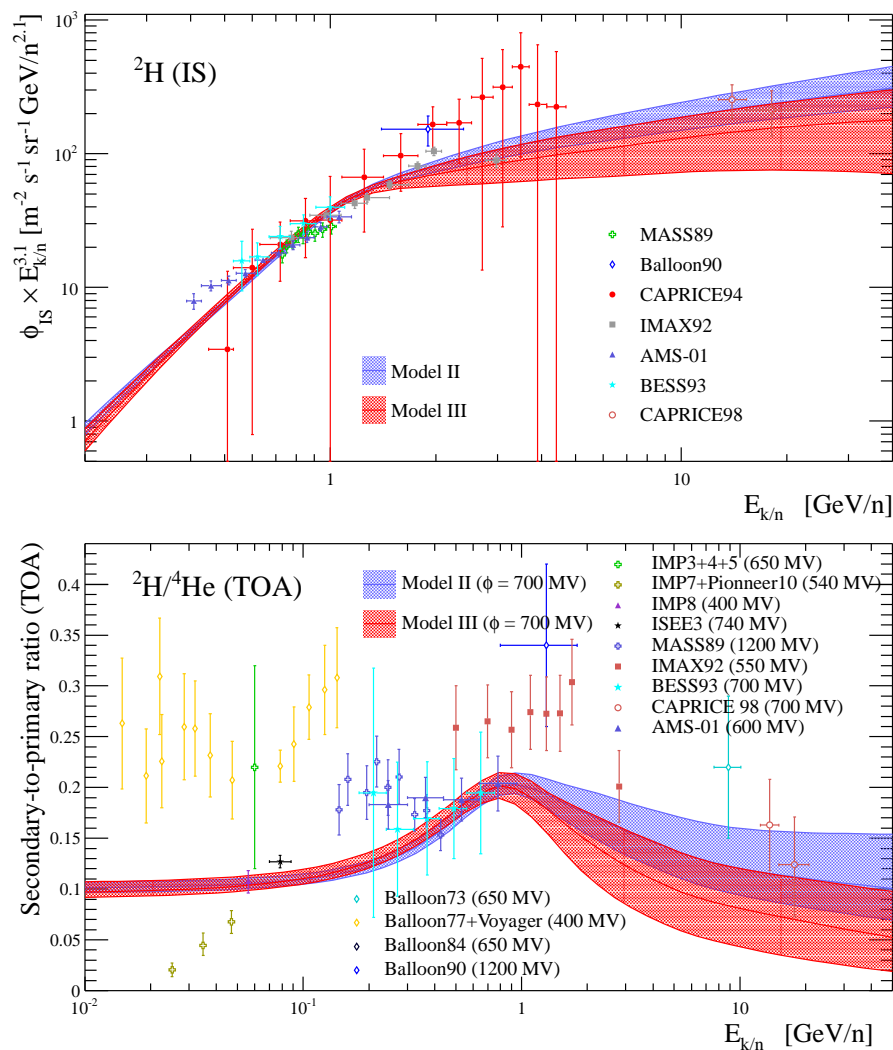 10³
²H (IS)
10²
ϕ_IS × E_k/n^3.1 [m⁻² s⁻¹ sr⁻¹ GeV/n^2.1]
MASS89
Balloon90
10
CAPRICE94
IMAX92
Model II
AMS-01
Model III
BESS93
CAPRICE98
1
1
10
E_k/n [GeV/n]
Secondary-to-primary ratio (TOA)
²H/⁴He (TOA)
IMP3+4+5 (650 MV)
0.4
Model II (ϕ = 700 MV)
IMP7+Pionneer10 (540 MV)
IMP8 (400 MV)
0.35
Model III (ϕ = 700 MV)
ISEE3 (740 MV)
MASS89 (1200 MV)
0.3
IMAX92 (550 MV)
BESS93 (700 MV)
CAPRICE 98 (700 MV)
0.25
AMS-01 (600 MV)
0.2
0.15
0.1
Balloon73 (650 MV)
Balloon77+Voyager (400 MV)
0.05
Balloon84 (650 MV)
Balloon90 (1200 MV)
0
10⁻²
10⁻¹
1
10
E_k/n [GeV/n]